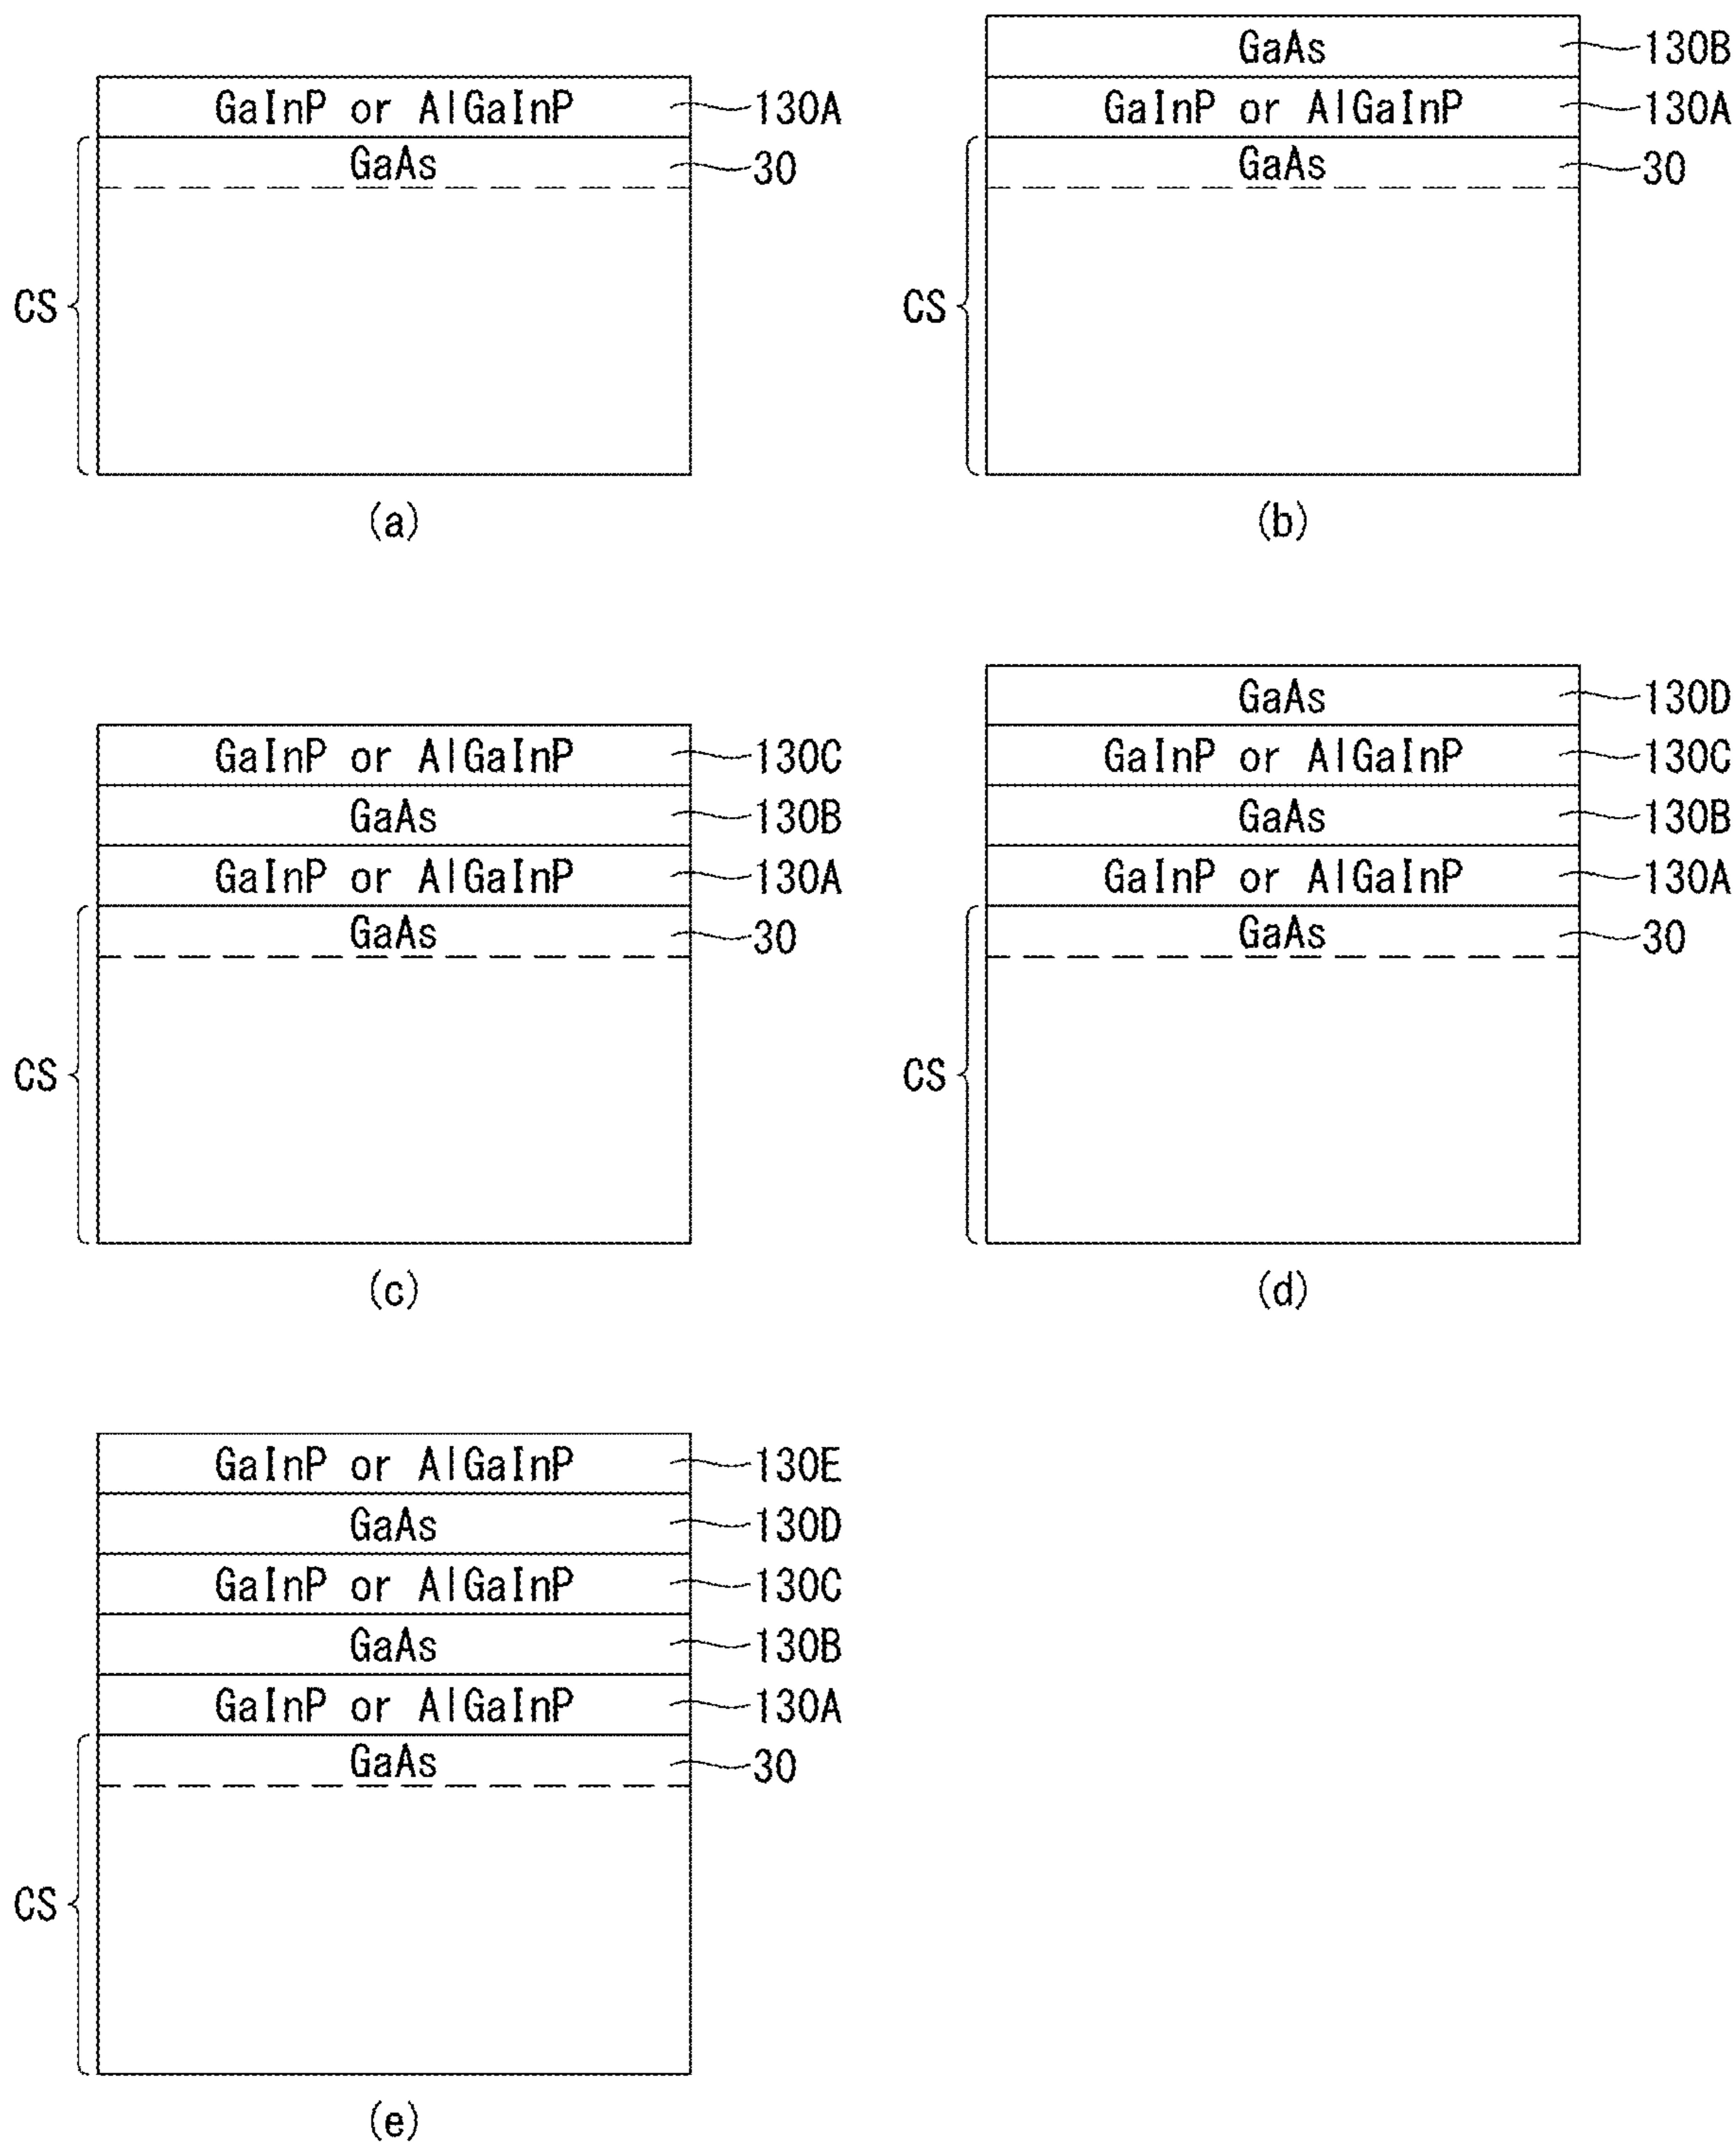 GaInP or AlGaInP 130A
GaAs 30
CS
(a)
GaAs 130B
GaInP or AlGaInP 130A
GaAs 30
CS
(b)
GaInP or AlGaInP 130C
GaAs 130B
GaInP or AlGaInP 130A
GaAs 30
CS
(c)
GaAs 130D
GaInP or AlGaInP 130C
GaAs 130B
GaInP or AlGaInP 130A
GaAs 30
CS
(d)
GaInP or AlGaInP 130E
GaAs 130D
GaInP or AlGaInP 130C
GaAs 130B
GaInP or AlGaInP 130A
GaAs 30
CS
(e)